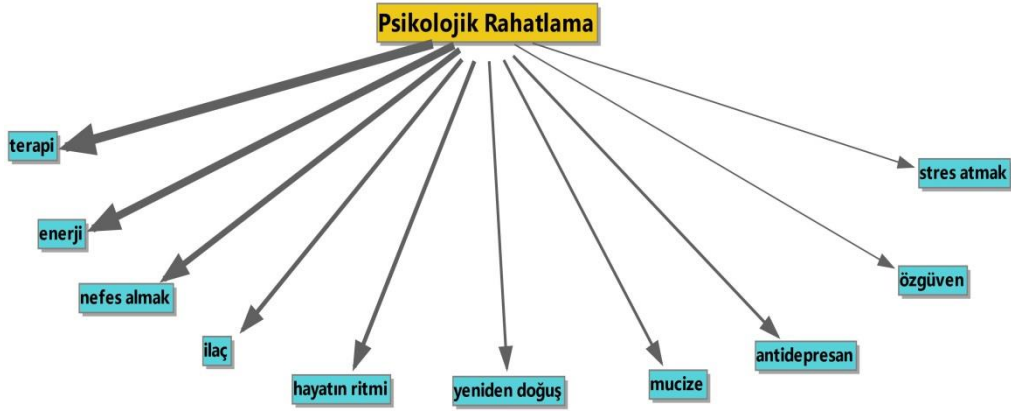 Psikolojik Rahatlama
terapi
enerji
nefes almak
ilaç
hayatın ritmi
yeniden doğuş
mucize
antidepresan
özgüven
stres atmak